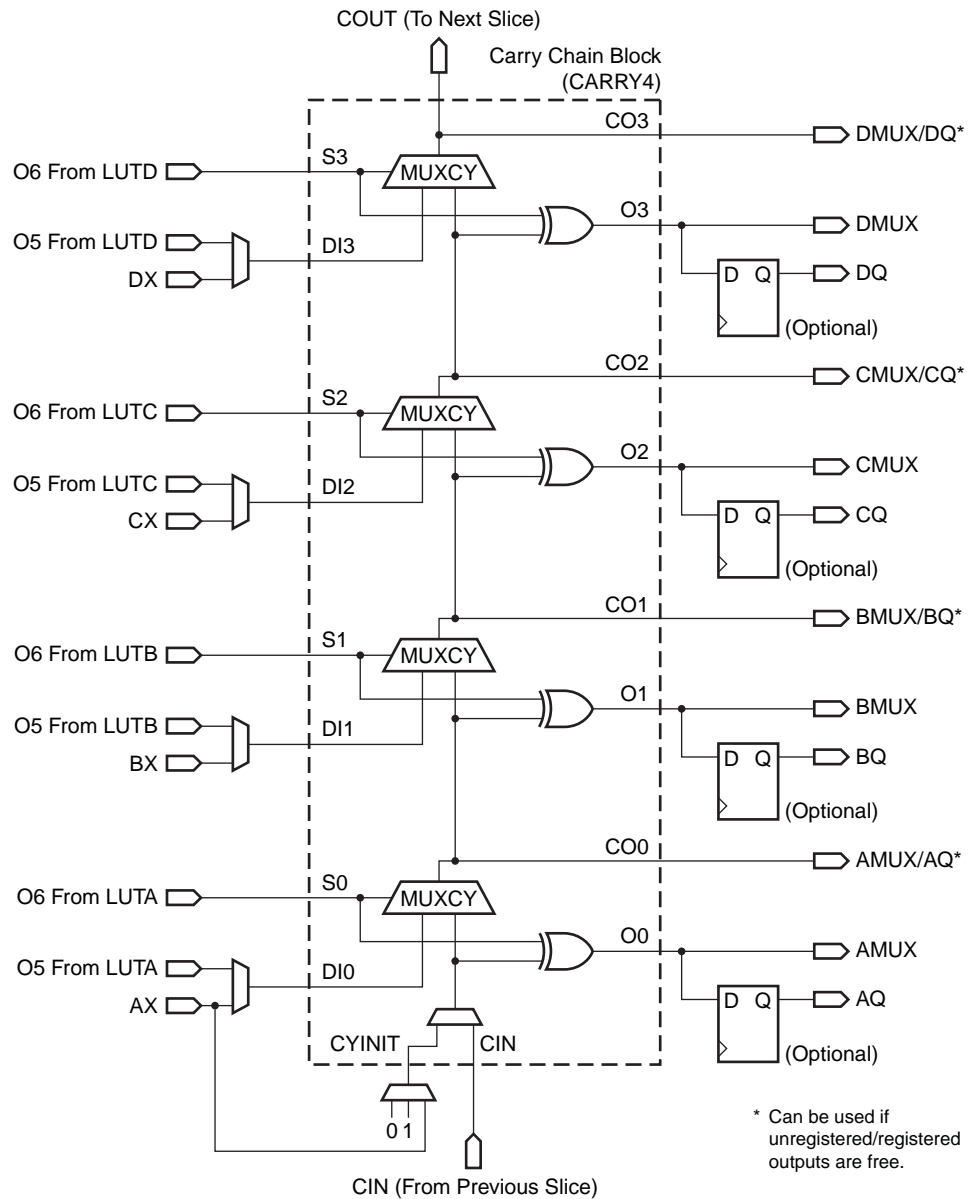 COUT (To Next Slice)
Carry Chain Block
(CARRY4)
CO3
DMUX/DQ*
O6 From LUTD
S3
MUXCY
O3
DMUX
O5 From LUTD
DI3
DX
D Q
DQ
(Optional)
CO2
CMUX/CQ*
O6 From LUTC
S2
MUXCY
O2
CMUX
O5 From LUTC
DI2
CX
D Q
CQ
(Optional)
CO1
BMUX/BQ*
O6 From LUTB
S1
MUXCY
O1
BMUX
O5 From LUTB
DI1
BX
D Q
BQ
(Optional)
CO0
AMUX/AQ*
O6 From LUTA
S0
MUXCY
O0
AMUX
O5 From LUTA
DI0
AX
D Q
AQ
(Optional)
CYINIT
CIN
0 1
* Can be used if
unregistered/registered
outputs are free.
CIN (From Previous Slice)